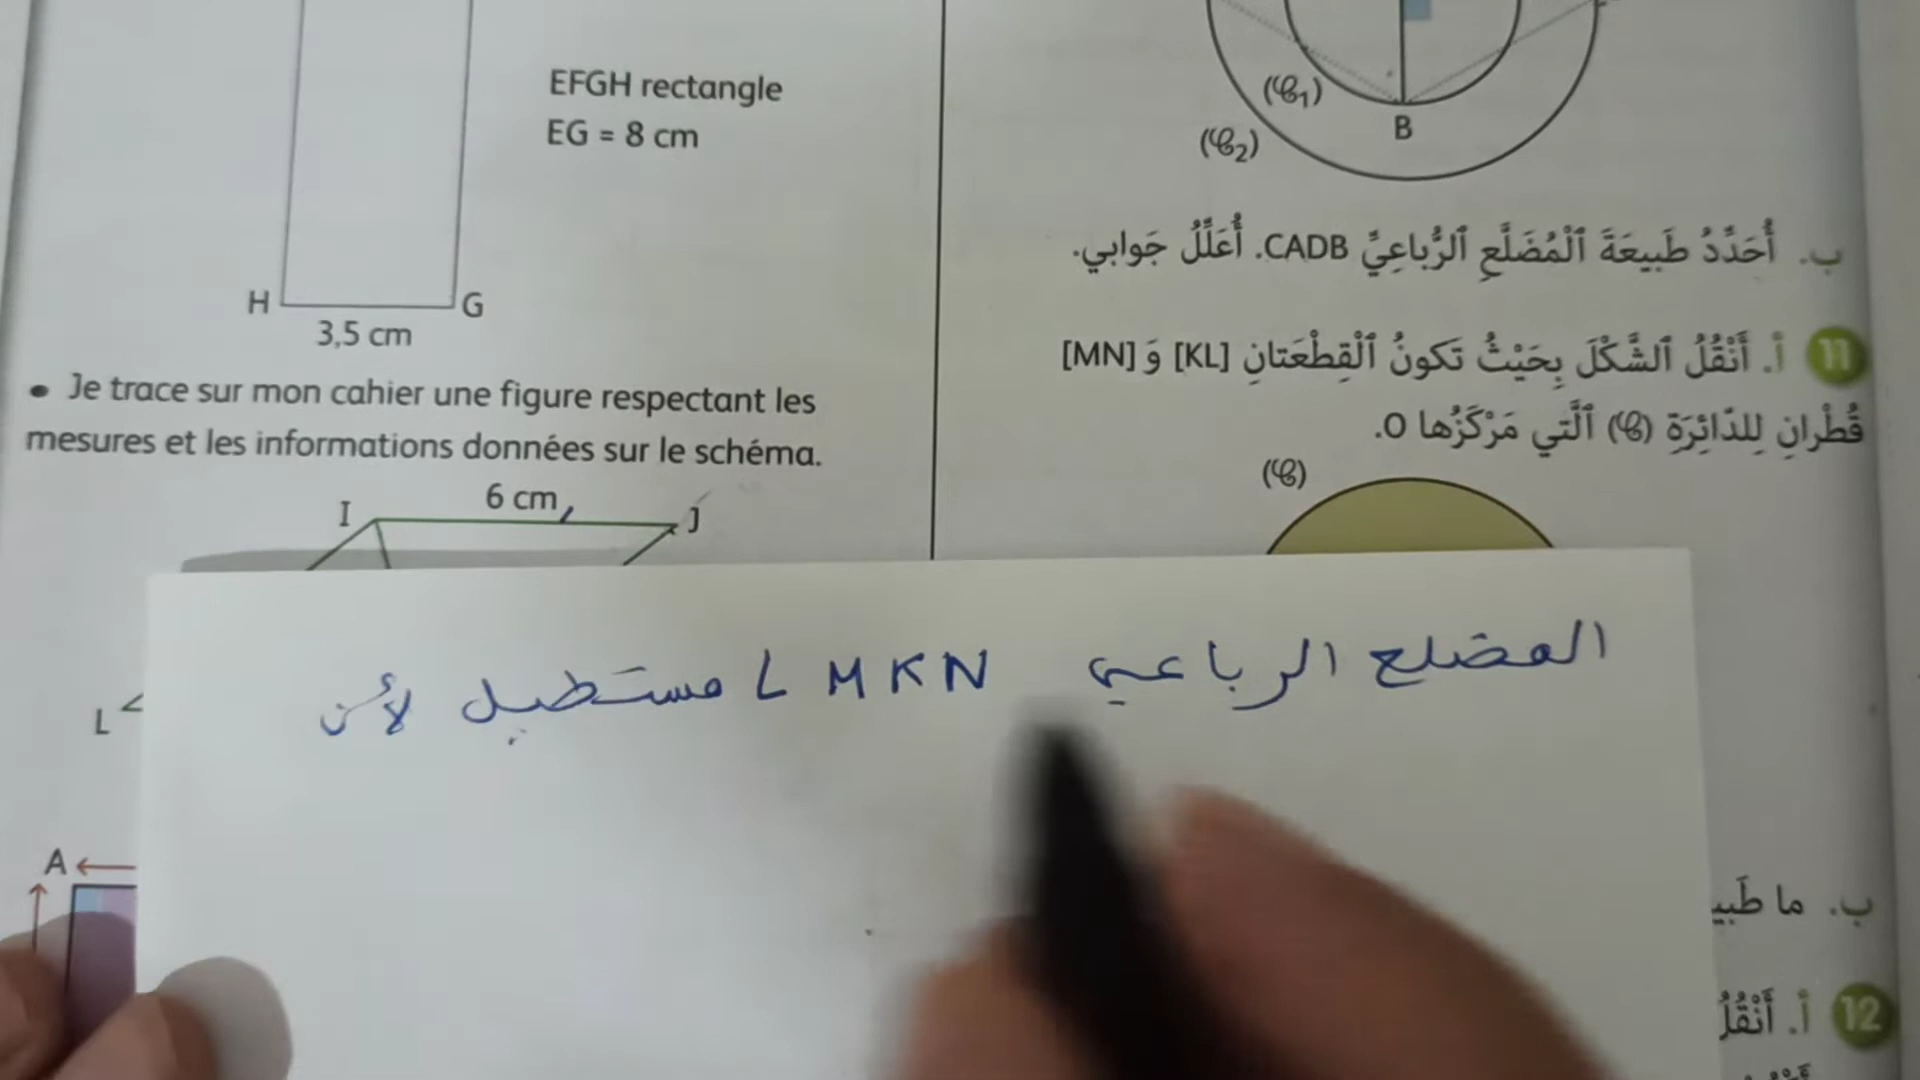 EFGH rectangle
EG = 8 cm
H
G
3,5 cm
• Je trace sur mon cahier une figure respectant les
mesures et les informations données sur le schéma.
6 cm
I
J
L
A
(𝒞₁)
(𝒞₂)
B
ب. أُحَدِّدُ طَبيعَةَ ٱلْمُضَلَّعِ ٱلرُّباعِيِّ CADB. أُعَلِّلُ جَوابي.
11 أ. أَنْقُلُ ٱلشَّكْلَ بِحَيْثُ تَكونُ ٱلْقِطْعَتانِ [KL] وَ [MN]
قُطْرانِ لِلدّائِرَةِ (𝒞) ٱلَّتي مَرْكَزُها O.
(𝒞)
المضلع الرباعي LMKN مستطيل لأن
ب. ما
12 أ. أَنْقُلُ